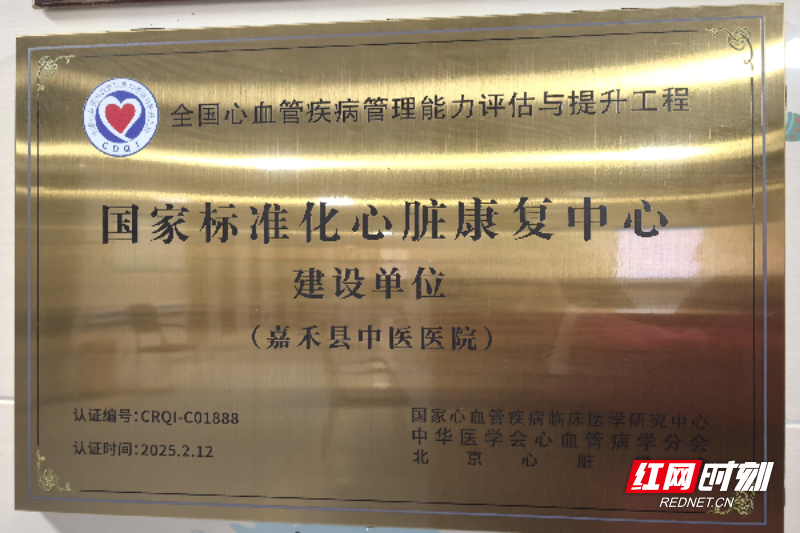 全国心血管疾病管理能力评估与提升工程
CDQI
国家标准化心脏康复中心
建设单位
（嘉禾县中医医院）
认证编号：CRQI-C01888
认证时间：2025.2.12
国家心血管疾病临床医学研究中心
中华医学会心血管病学分会
北京心脏
红网时刻
REDNET.CN